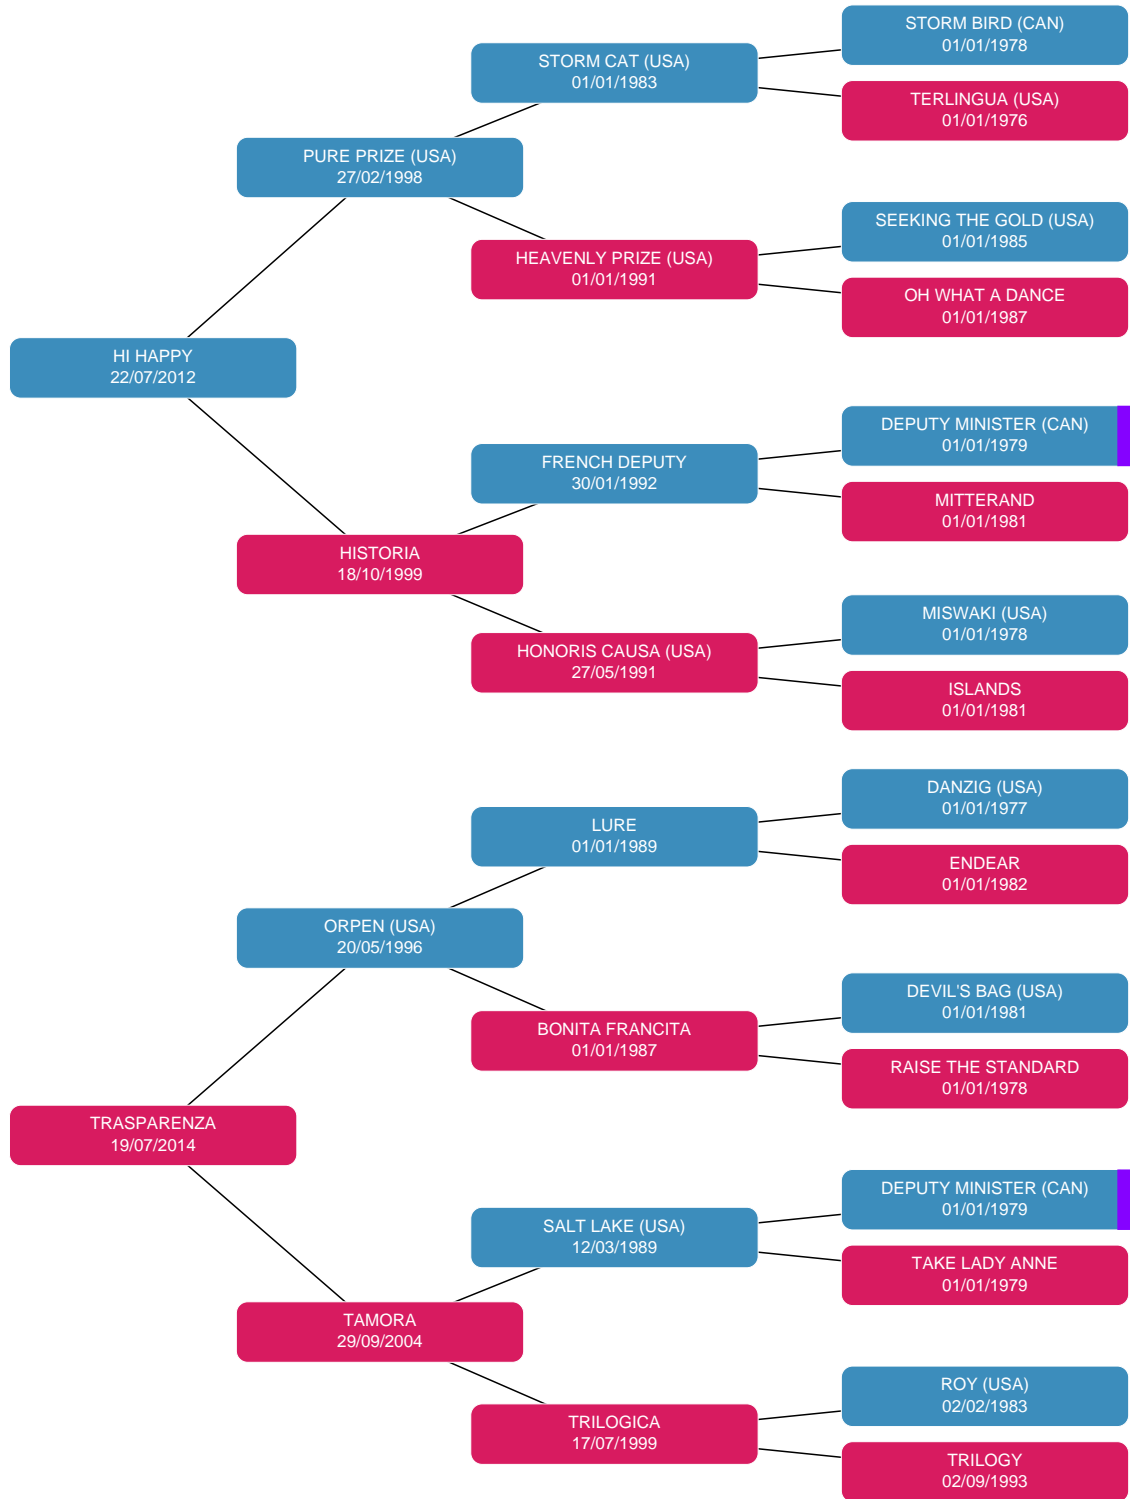 STORM BIRD (CAN)
01/01/1978
STORM CAT (USA)
01/01/1983
TERLINGUA (USA)
01/01/1976
PURE PRIZE (USA)
27/02/1998
SEEKING THE GOLD (USA)
01/01/1985
HEAVENLY PRIZE (USA)
01/01/1991
OH WHAT A DANCE
01/01/1987
HI HAPPY
22/07/2012
DEPUTY MINISTER (CAN)
01/01/1979
FRENCH DEPUTY
30/01/1992
MITTERAND
01/01/1981
HISTORIA
18/10/1999
MISWAKI (USA)
01/01/1978
HONORIS CAUSA (USA)
27/05/1991
ISLANDS
01/01/1981
DANZIG (USA)
01/01/1977
LURE
01/01/1989
ENDEAR
01/01/1982
ORPEN (USA)
20/05/1996
DEVIL'S BAG (USA)
01/01/1981
BONITA FRANCITA
01/01/1987
RAISE THE STANDARD
01/01/1978
TRASPARENZA
19/07/2014
DEPUTY MINISTER (CAN)
01/01/1979
SALT LAKE (USA)
12/03/1989
TAKE LADY ANNE
01/01/1979
TAMORA
29/09/2004
ROY (USA)
02/02/1983
TRILOGICA
17/07/1999
TRILOGY
02/09/1993